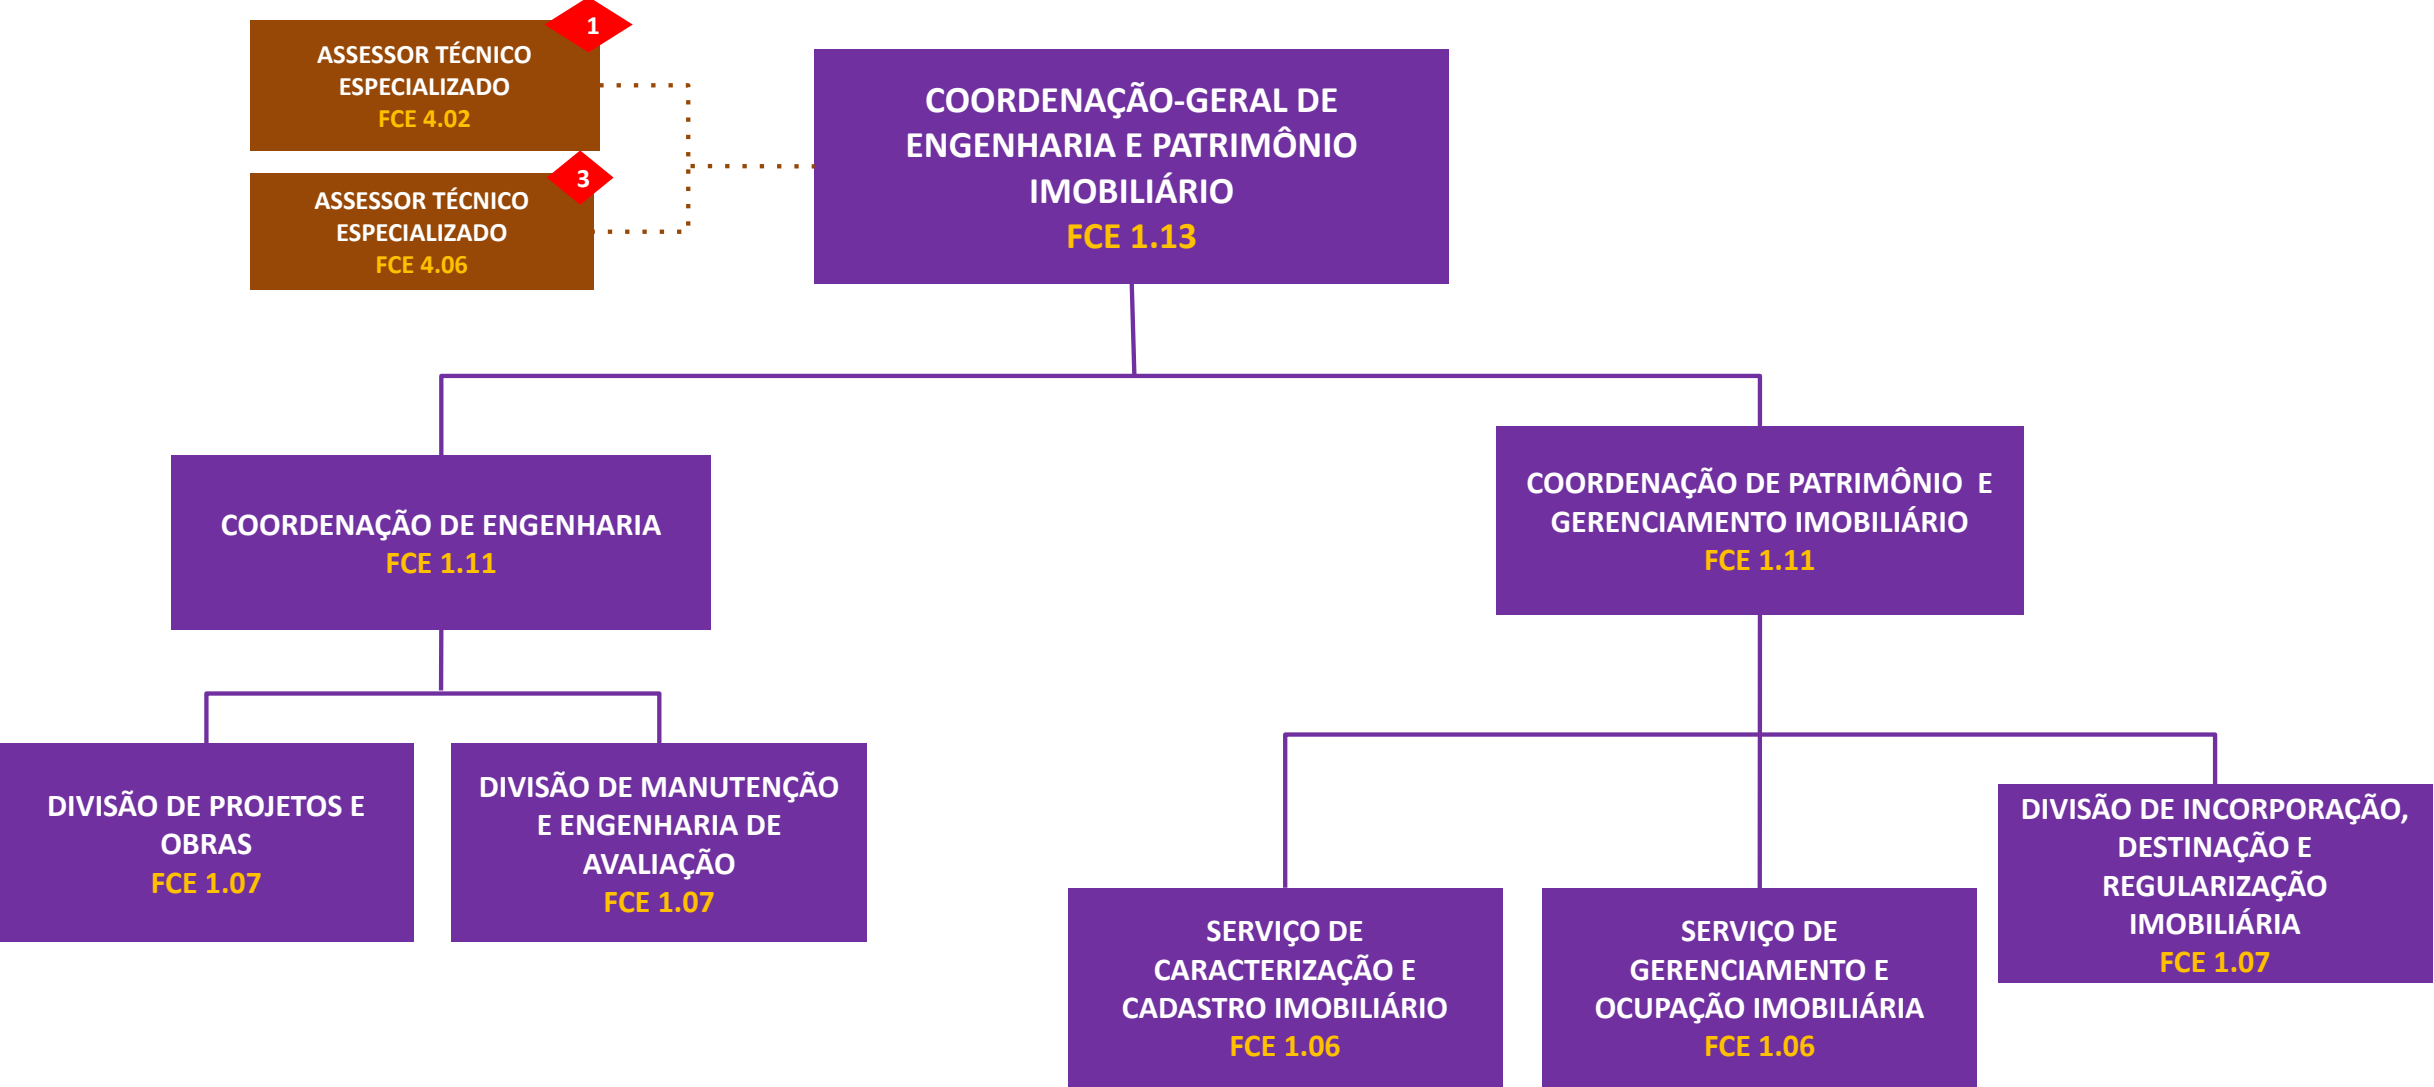 1
ASSESSOR TÉCNICO
ESPECIALIZADO
FCE 4.02
3
ASSESSOR TÉCNICO
ESPECIALIZADO
FCE 4.06
COORDENAÇÃO-GERAL DE
ENGENHARIA E PATRIMÔNIO
IMOBILIÁRIO
FCE 1.13
COORDENAÇÃO DE ENGENHARIA
FCE 1.11
COORDENAÇÃO DE PATRIMÔNIO E
GERENCIAMENTO IMOBILIÁRIO
FCE 1.11
DIVISÃO DE PROJETOS E
OBRAS
FCE 1.07
DIVISÃO DE MANUTENÇÃO
E ENGENHARIA DE
AVALIAÇÃO
FCE 1.07
SERVIÇO DE
CARACTERIZAÇÃO E
CADASTRO IMOBILIÁRIO
FCE 1.06
SERVIÇO DE
GERENCIAMENTO E
OCUPAÇÃO IMOBILIÁRIA
FCE 1.06
DIVISÃO DE INCORPORAÇÃO,
DESTINAÇÃO E
REGULARIZAÇÃO
IMOBILIÁRIA
FCE 1.07